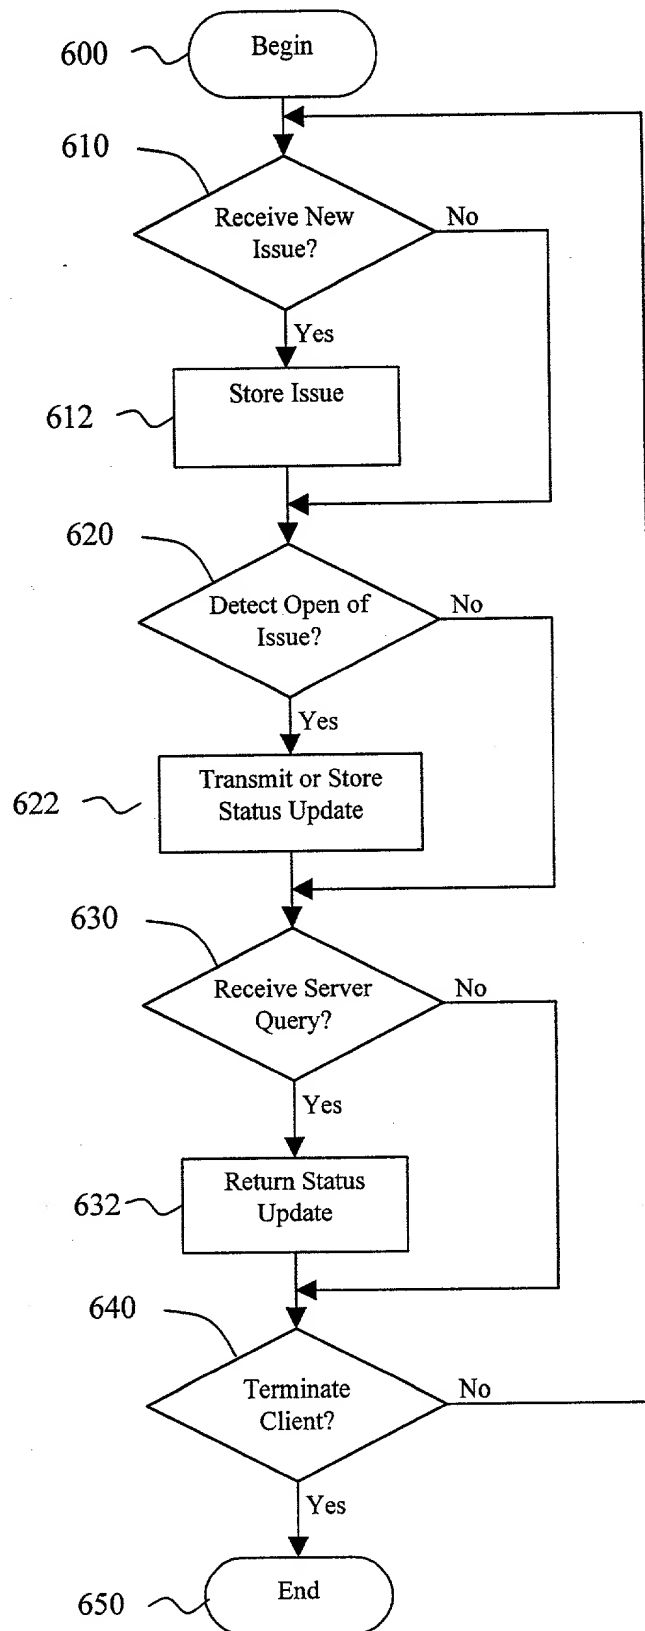 600
Begin
610
Receive New
Issue?
No
Yes
612
Store Issue
620
Detect Open of
Issue?
No
Yes
622
Transmit or Store
Status Update
630
Receive Server
Query?
No
Yes
632
Return Status
Update
640
Terminate
Client?
No
Yes
650
End